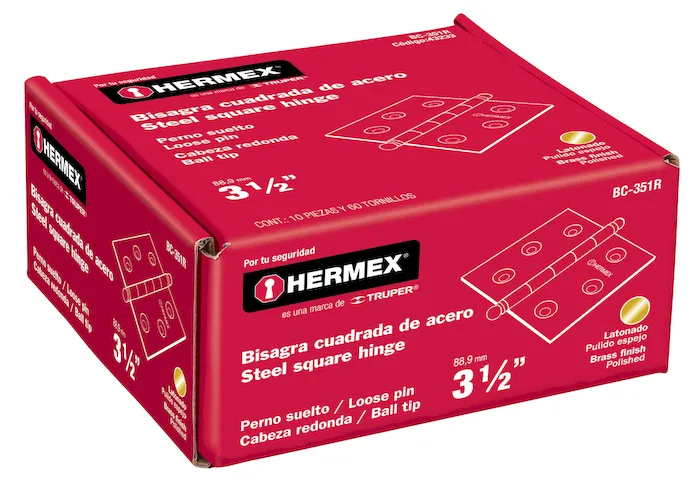 BC-351R
Código:43233
Por tu seguridad
HERMEX®
es una marca de TRUPER®
Bisagra cuadrada de acero
Steel square hinge
Perno suelto
Loose pin
Cabeza redonda
Ball tip
88,9 mm
3 1/2”
CONT.: 10 PIEZAS Y 60 TORNILLOS
Latonado
Pulido espejo
Brass finish
Polished
Por tu seguridad
HERMEX
es una marca de TRUPER
BC-351R
Bisagra cuadrada de acero
Steel square hinge
Perno suelto / Loose pin
Cabeza redonda / Ball tip
88,9 mm
3 1/2”
Latonado
Pulido espejo
Brass finish
Polished
BC-351R
Por tu seguridad
HERMEX®
es una marca de TRUPER®
HERMEX
Bisagra cuadrada de acero
Steel square hinge
88,9 mm
3 1/2”
Perno suelto / Loose pin
Cabeza redonda / Ball tip
Latonado
Pulido espejo
Brass finish
Polished